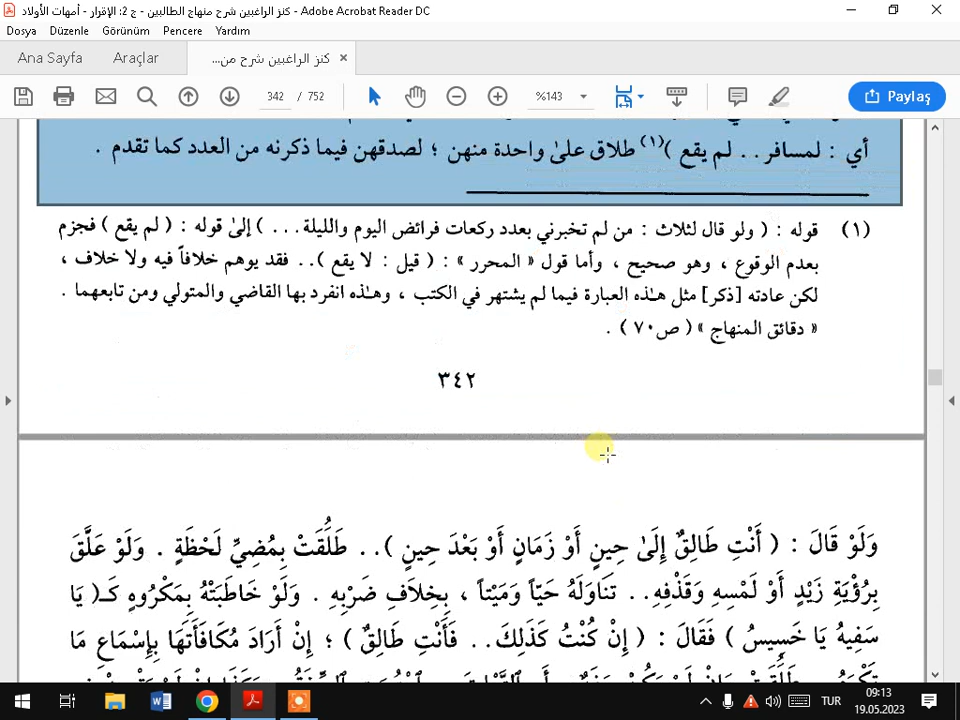 كنز الراغبين شرح منهاج الطالبين - ج 2: الإقرار - أمهات الأولاد - Adobe Acrobat Reader DC
Dosya Düzenle Görünüm Pencere Yardım
Ana Sayfa Araçlar كنز الراغبين شرح من... ×
342 / 752 %143 Paylaş
أي : لمسافر.. لم يقع )(١) طلاق علىٰ واحدة منهن ؛ لصدقهن فيما ذكرنه من العدد كما تقدم .
(١) قوله : ( ولو قال لثلاث : من لم تخبرني بعدد ركعات فرائض اليوم والليلة... ) إلىٰ قوله : ( لم يقع ) فجزم
بعدم الوقوع ، وهو صحيح ، وأما قول « المحرر » : ( قيل : لا يقع ).. فقد يوهم خلافاً فيه ولا خلاف ،
لكن عادته [ذكر] مثل هـٰذه العبارة فيما لم يشتهر في الكتب ، وهـٰذه انفرد بها القاضي والمتولي ومن تابعهما .
« دقائق المنهاج » ( ص٧٠ ) .
٣٤٢
وَلَوْ قَالَ : ( أَنْتِ طَالِقٌ إِلَىٰ حِينٍ أَوْ زَمَانٍ أَوْ بَعْدَ حِينٍ ).. طَلُقَتْ بِمُضِيِّ لَحْظَةٍ . وَلَوْ عَلَّقَ
بِرُؤْيَةِ زَيْدٍ أَوْ لَمْسِهِ وَقَذْفِهِ.. تَنَاوَلَهُ حَيّاً وَمَيْتاً ، بِخِلَافِ ضَرْبِهِ . وَلَوْ خَاطَبَتْهُ بِمَكْرُوهٍ كَـ( يَا
سَفِيهُ يَا خَسِيسُ ) فَقَالَ : ( إِنْ كُنْتُ كَذَلِكَ.. فَأَنْتِ طَالِقٌ ) ؛ إِنْ أَرَادَ مُكَافَأَتَهَا بِإِسْمَاعِ مَا
TUR
09:13
19.05.2023